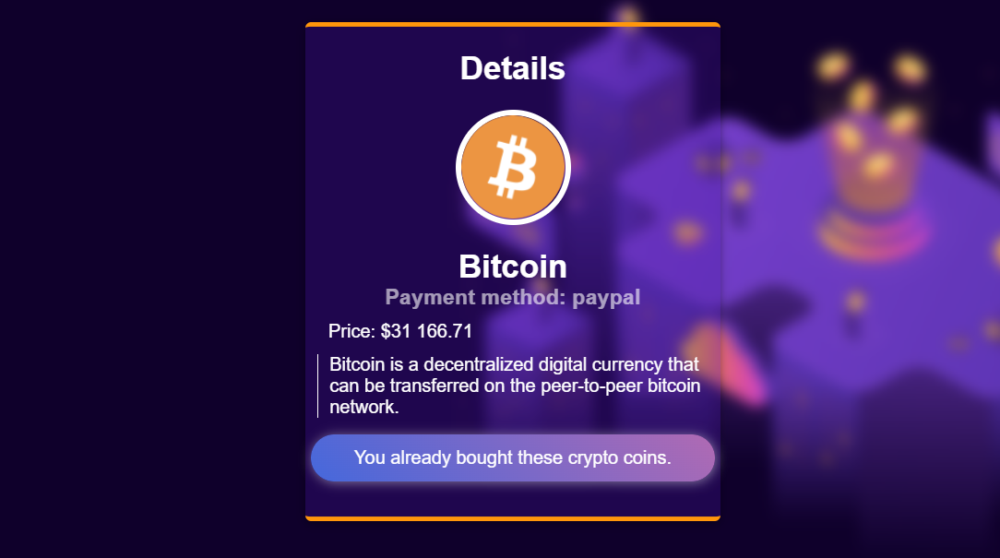 Details
Bitcoin
Payment method: paypal
Price: $31 166.71
Bitcoin is a decentralized digital currency that
can be transferred on the peer-to-peer bitcoin
network.
You already bought these crypto coins.